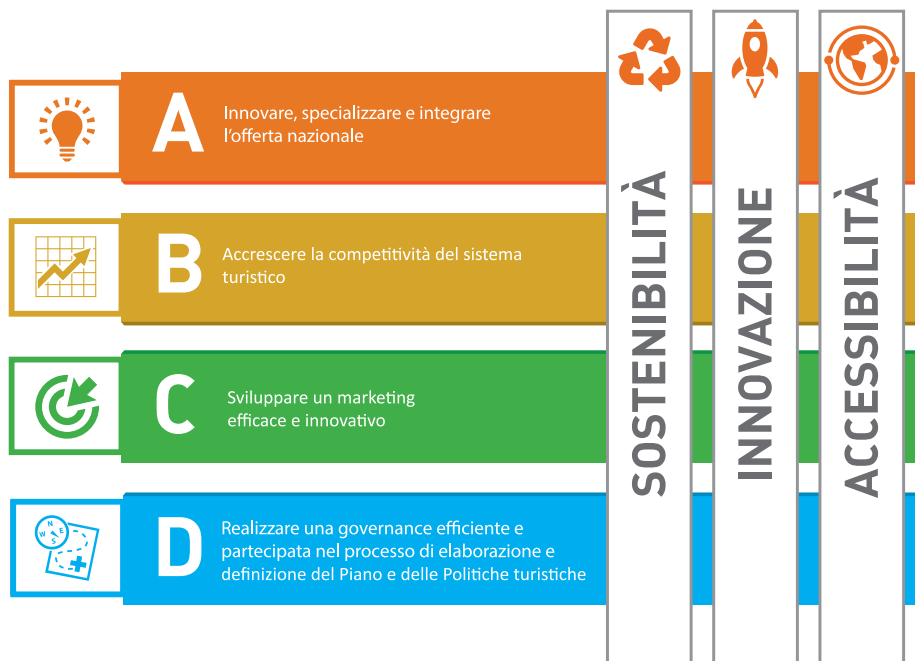 A
Innovare, specializzare e integrare
l'offerta nazionale
B
Accrescere la competitività del sistema
turistico
C
Sviluppare un marketing
efficace e innovativo
N
W E
S
D
Realizzare una governance efficiente e
partecipata nel processo di elaborazione e
definizione del Piano e delle Politiche turistiche
SOSTENIBILITÀ
INNOVAZIONE
ACCESSIBILITÀ